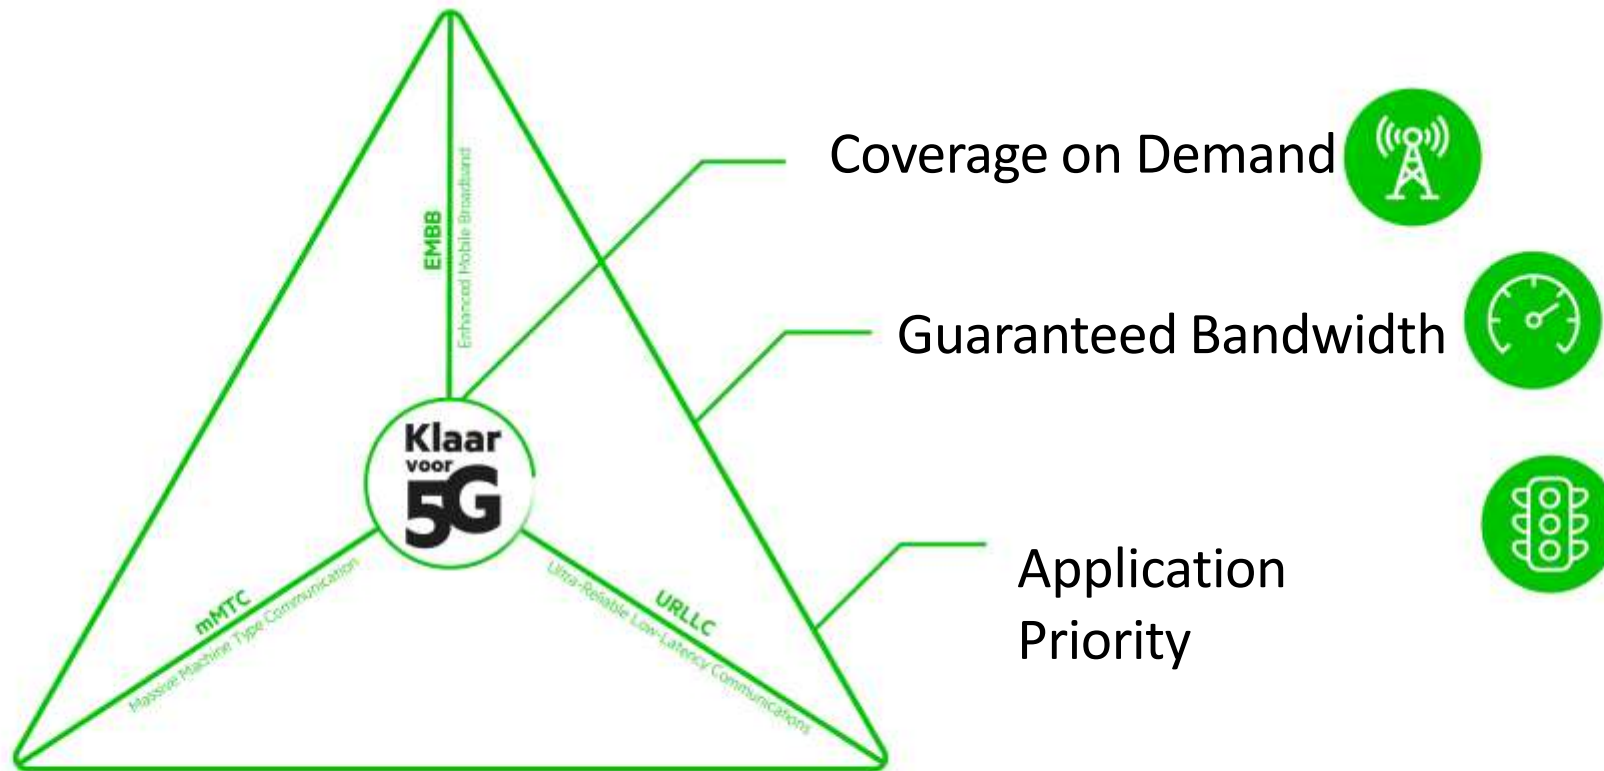 EMBB
Enhanced Mobile Broadband
Coverage on Demand
Guaranteed Bandwidth
Klaar
voor
5G
mMTC
Massive Machine Type Communication
URLLC
Ultra-Reliable Low-Latency Communications
Application
Priority